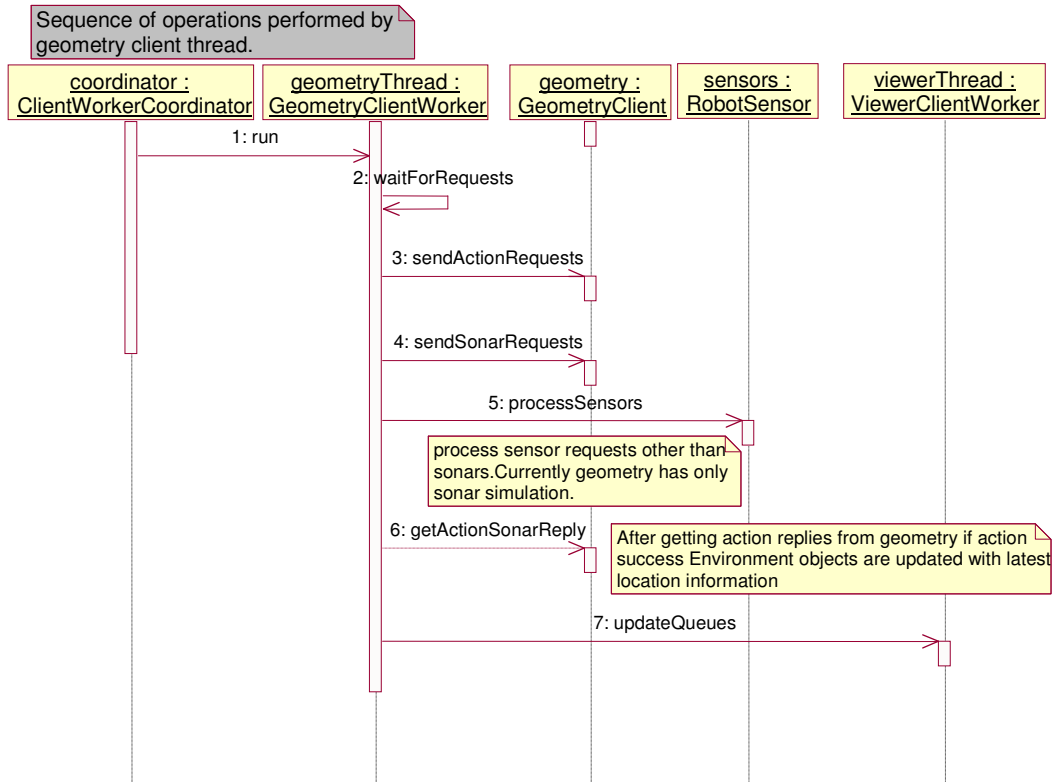 Sequence of operations performed by
geometry client thread.
coordinator :
ClientWorkerCoordinator
geometryThread :
GeometryClientWorker
geometry :
GeometryClient
sensors :
RobotSensor
viewerThread :
ViewerClientWorker
1: run
2: waitForRequests
3: sendActionRequests
4: sendSonarRequests
5: processSensors
process sensor requests other than
sonars.Currently geometry has only
sonar simulation.
6: getActionSonarReply
After getting action replies from geometry if action
success Environment objects are updated with latest
location information
7: updateQueues